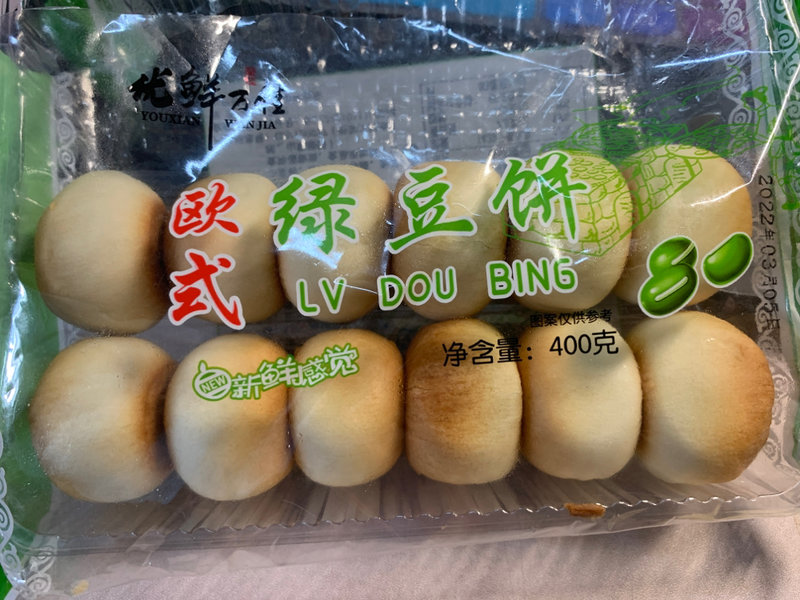 优鲜万佳
YOUXIAN WANJIA
欧式
绿豆饼
LV DOU BING
2022年03月05日
图案仅供参考
净含量：400克
NEW
新鲜感觉